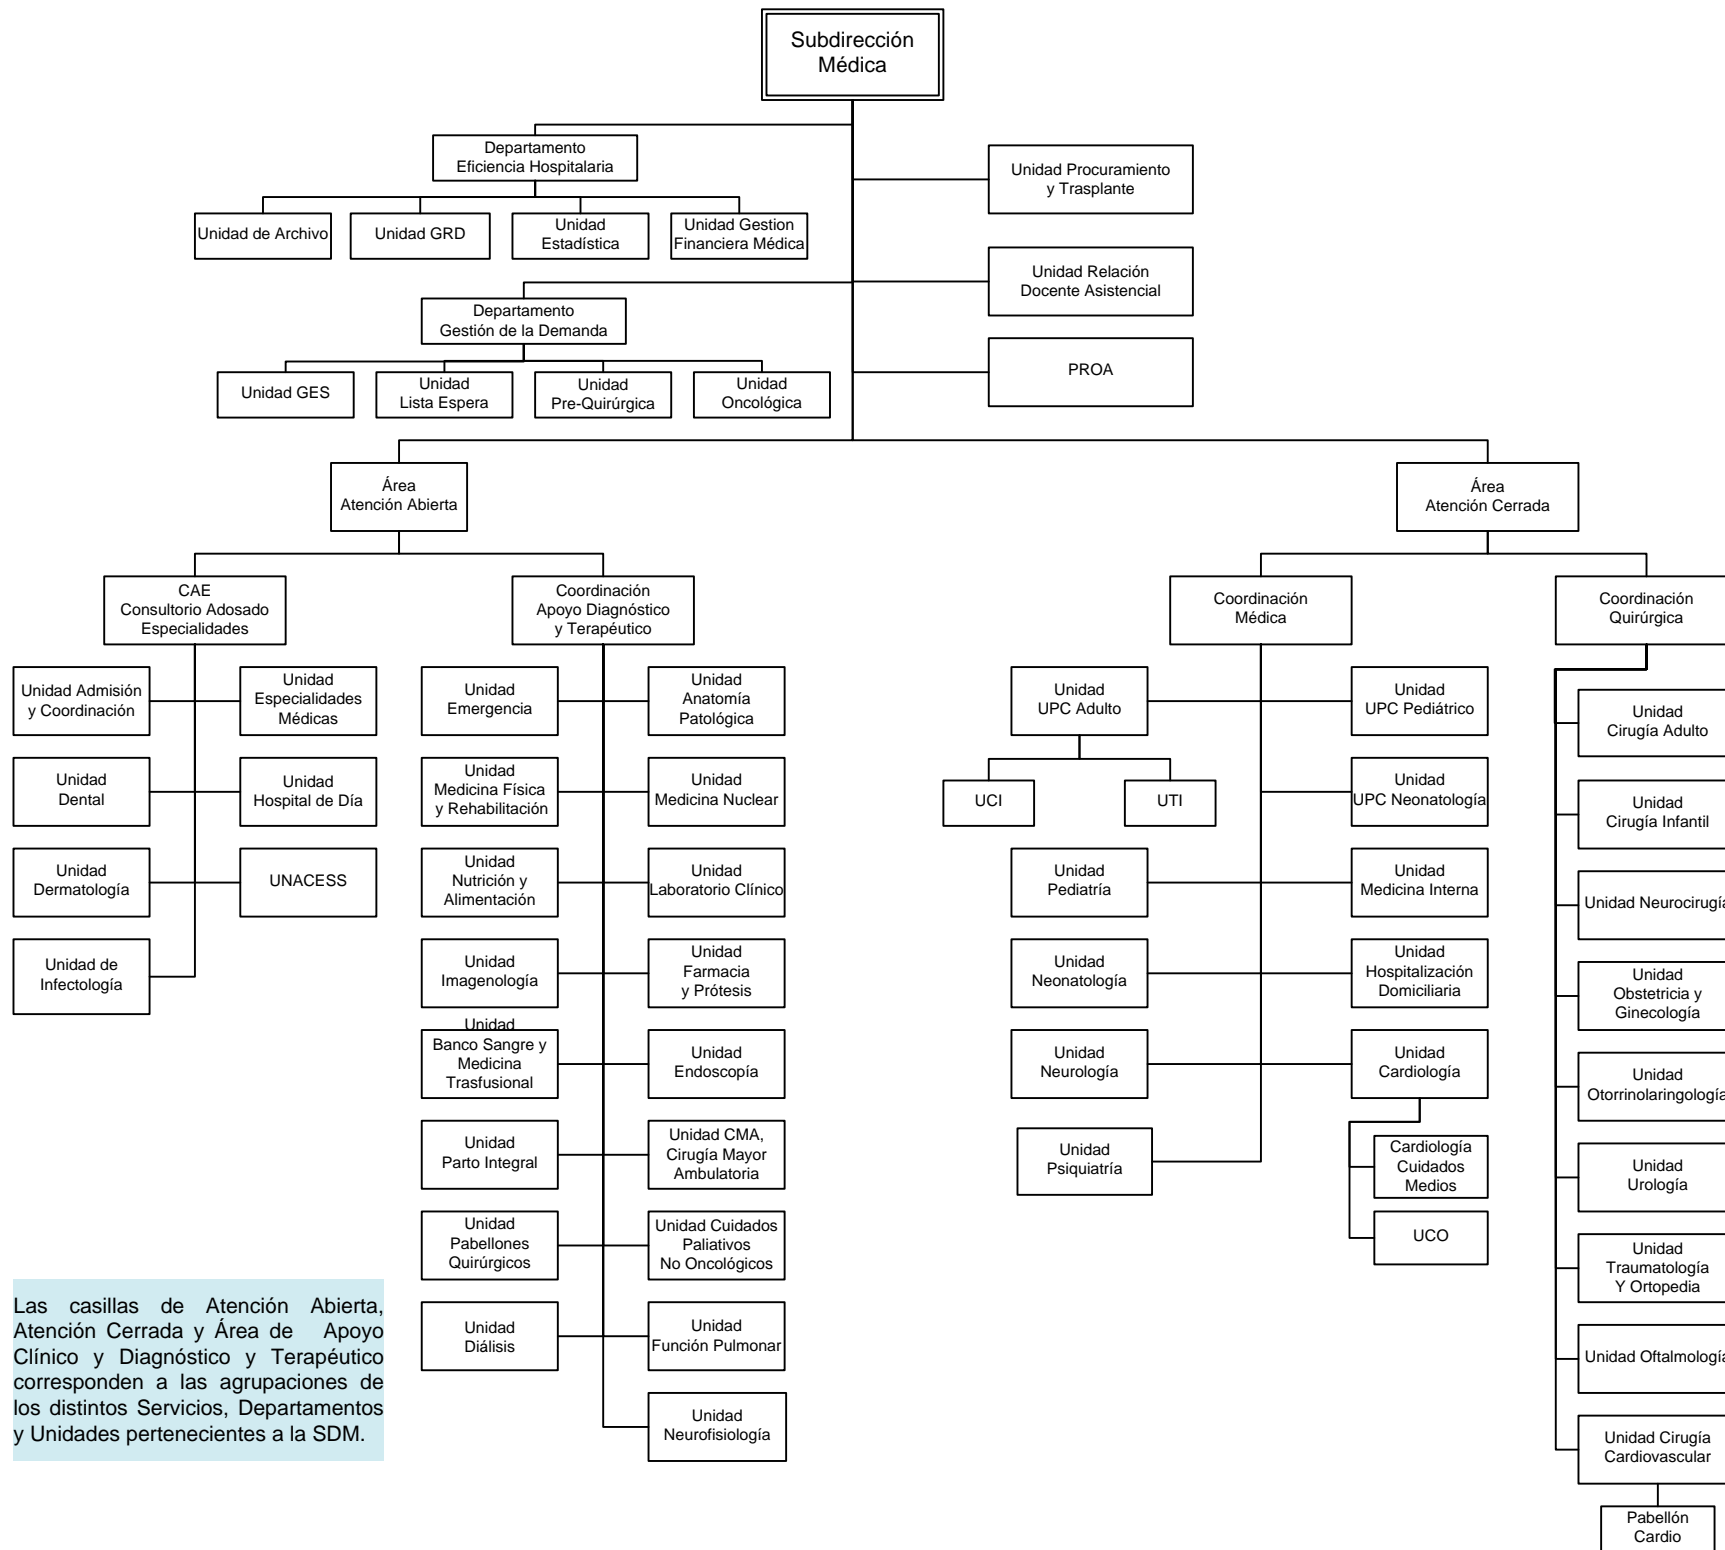 Subdirección
Médica
Departamento
Eficiencia Hospitalaria
Unidad Procuramiento
y Trasplante
Unidad de Archivo
Unidad GRD
Unidad
Estadística
Unidad Gestion
Financiera Médica
Unidad Relación
Docente Asistencial
Departamento
Gestión de la Demanda
PROA
Unidad GES
Unidad
Lista Espera
Unidad
Pre-Quirúrgica
Unidad
Oncológica
Área
Atención Abierta
Área
Atención Cerrada
CAE
Consultorio Adosado
Especialidades
Coordinación
Apoyo Diagnóstico
y Terapéutico
Coordinación
Médica
Coordinación
Quirúrgica
Unidad Admisión
y Coordinación
Unidad
Especialidades
Médicas
Unidad
Dental
Unidad
Hospital de Día
Unidad
Dermatología
UNACESS
Unidad de
Infectología
Unidad
Emergencia
Unidad
Anatomía
Patológica
Unidad
Medicina Física
y Rehabilitación
Unidad
Medicina Nuclear
Unidad
Nutrición y
Alimentación
Unidad
Laboratorio Clínico
Unidad
Imagenología
Unidad
Farmacia
y Prótesis
Unidad
Banco Sangre y
Medicina
Trasfusional
Unidad
Endoscopía
Unidad
Parto Integral
Unidad CMA,
Cirugía Mayor
Ambulatoria
Unidad
Pabellones
Quirúrgicos
Unidad Cuidados
Paliativos
No Oncológicos
Unidad
Diálisis
Unidad
Función Pulmonar
Unidad
Neurofisiología
Unidad
UPC Adulto
Unidad
UPC Pediátrico
UCI
UTI
Unidad
UPC Neonatología
Unidad
Pediatría
Unidad
Medicina Interna
Unidad
Neonatología
Unidad
Hospitalización
Domiciliaria
Unidad
Neurología
Unidad
Cardiología
Unidad
Psiquiatría
Cardiología
Cuidados
Medios
UCO
Unidad
Cirugía Adulto
Unidad
Cirugía Infantil
Unidad Neurocirugía
Unidad
Obstetricia y
Ginecología
Unidad
Otorrinolaringología
Unidad
Urología
Unidad
Traumatología
Y Ortopedia
Unidad Oftalmología
Unidad Cirugía
Cardiovascular
Pabellón
Cardio
Las casillas de Atención Abierta,
Atención Cerrada y Área de Apoyo
Clínico y Diagnóstico y Terapéutico
corresponden a las agrupaciones de
los distintos Servicios, Departamentos
y Unidades pertenecientes a la SDM.